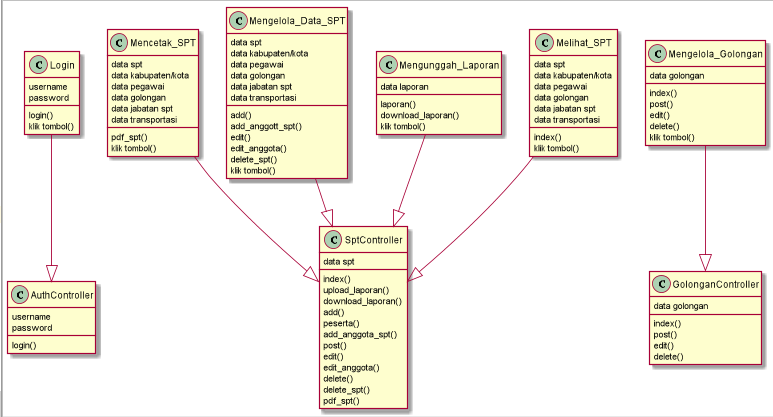 C Login
username
password
login()
klik tombol()
C Mencetak_SPT
data spt
data kabupaten/kota
data pegawai
data golongan
data jabatan spt
data transportasi
pdf_spt()
klik tombol()
C Mengelola_Data_SPT
data spt
data kabupaten/kota
data pegawai
data golongan
data jabatan spt
data transportasi
add()
add_anggott_spt()
edit()
edit_anggota()
delete_spt()
klik tombol()
C Mengunggah_Laporan
data laporan
laporan()
download_laporan()
klik tombol()
C Melihat_SPT
data spt
data kabupaten/kota
data pegawai
data golongan
data jabatan spt
data transportasi
index()
klik tombol()
C Mengelola_Golongan
data golongan
index()
post()
edit()
delete()
klik tombol()
C AuthController
username
password
login()
C SptController
data spt
index()
upload_laporan()
download_laporan()
add()
peserta()
add_anggota_spt()
post()
edit()
edit_anggota()
delete()
delete_spt()
pdf_spt()
C GolonganController
data golongan
index()
post()
edit()
delete()